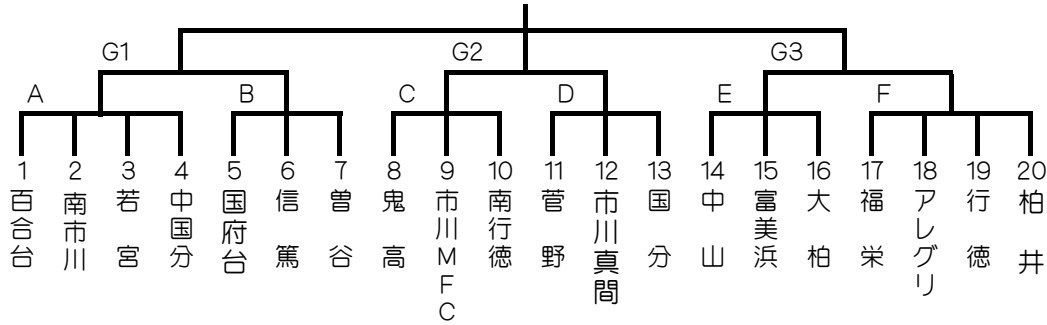 G1 G2 G3
A B C D E F
1 2 3 4 5 6 7 8 9 10 11 12 13 14 15 16 17 18 19 20
百合台
南市川
若宮
中国分
国府台
信篤
曽谷
鬼高
市川MFC
南行徳
菅野
市川真間
国分
中山
富美浜
大柏
福栄
アレグリ
行徳
柏井